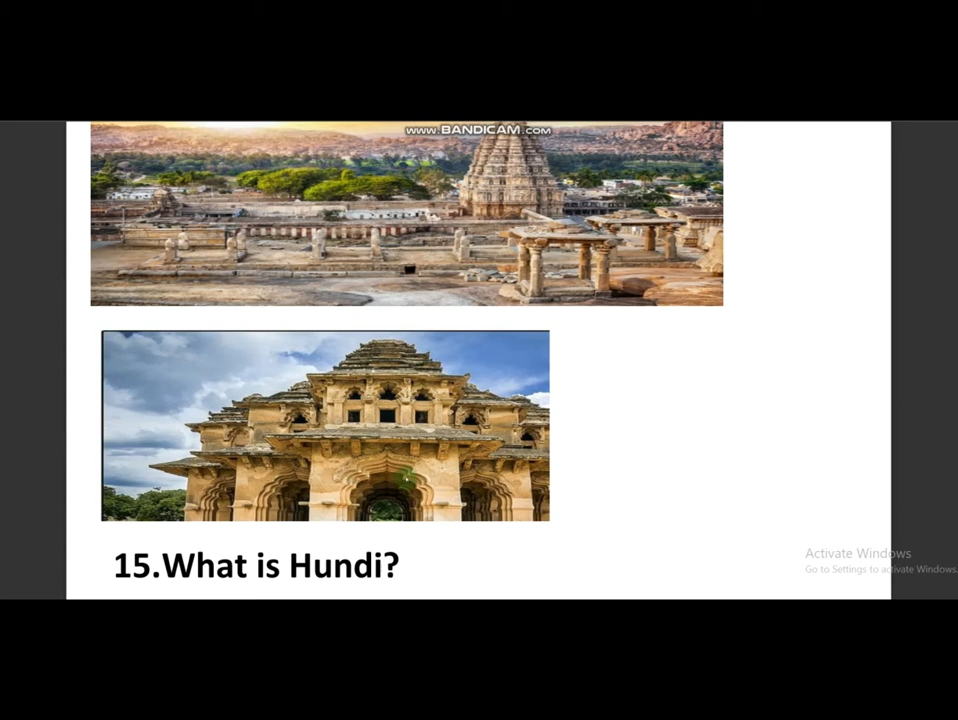 www.BANDICAM.com
15.What is Hundi?
Activate Windows
Go to Settings to activate Windows.